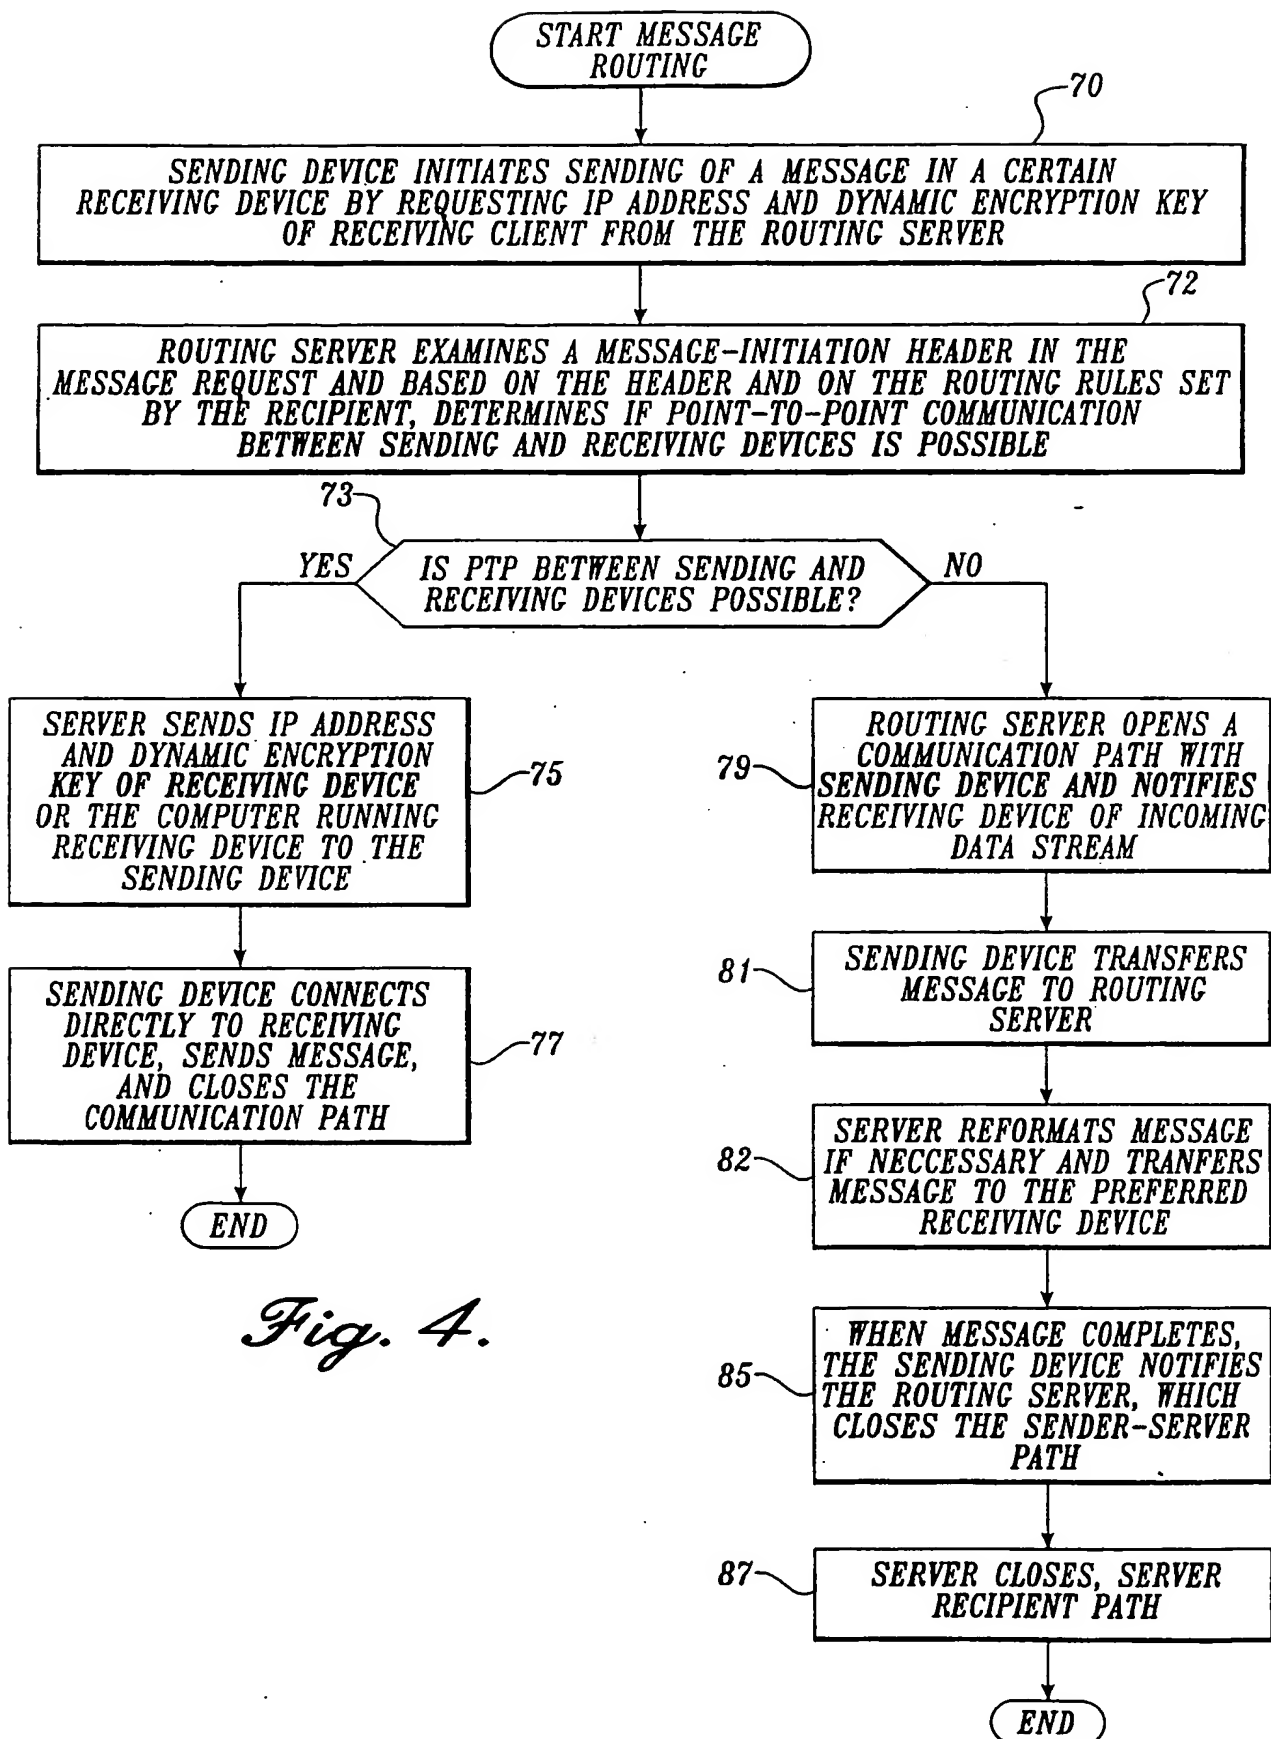 START MESSAGE
ROUTING
70
SENDING DEVICE INITIATES SENDING OF A MESSAGE IN A CERTAIN
RECEIVING DEVICE BY REQUESTING IP ADDRESS AND DYNAMIC ENCRYPTION KEY
OF RECEIVING CLIENT FROM THE ROUTING SERVER
72
ROUTING SERVER EXAMINES A MESSAGE-INITIATION HEADER IN THE
MESSAGE REQUEST AND BASED ON THE HEADER AND ON THE ROUTING RULES SET
BY THE RECIPIENT, DETERMINES IF POINT-TO-POINT COMMUNICATION
BETWEEN SENDING AND RECEIVING DEVICES IS POSSIBLE
73
YES
IS PTP BETWEEN SENDING AND
RECEIVING DEVICES POSSIBLE?
NO
SERVER SENDS IP ADDRESS
AND DYNAMIC ENCRYPTION
KEY OF RECEIVING DEVICE
OR THE COMPUTER RUNNING
RECEIVING DEVICE TO THE
SENDING DEVICE
75
SENDING DEVICE CONNECTS
DIRECTLY TO RECEIVING
DEVICE, SENDS MESSAGE,
AND CLOSES THE
COMMUNICATION PATH
77
END
79
ROUTING SERVER OPENS A
COMMUNICATION PATH WITH
SENDING DEVICE AND NOTIFIES
RECEIVING DEVICE OF INCOMING
DATA STREAM
81
SENDING DEVICE TRANSFERS
MESSAGE TO ROUTING
SERVER
82
SERVER REFORMATS MESSAGE
IF NECCESSARY AND TRANFERS
MESSAGE TO THE PREFERRED
RECEIVING DEVICE
85
WHEN MESSAGE COMPLETES,
THE SENDING DEVICE NOTIFIES
THE ROUTING SERVER, WHICH
CLOSES THE SENDER-SERVER
PATH
87
SERVER CLOSES, SERVER
RECIPIENT PATH
END
Fig. 4.